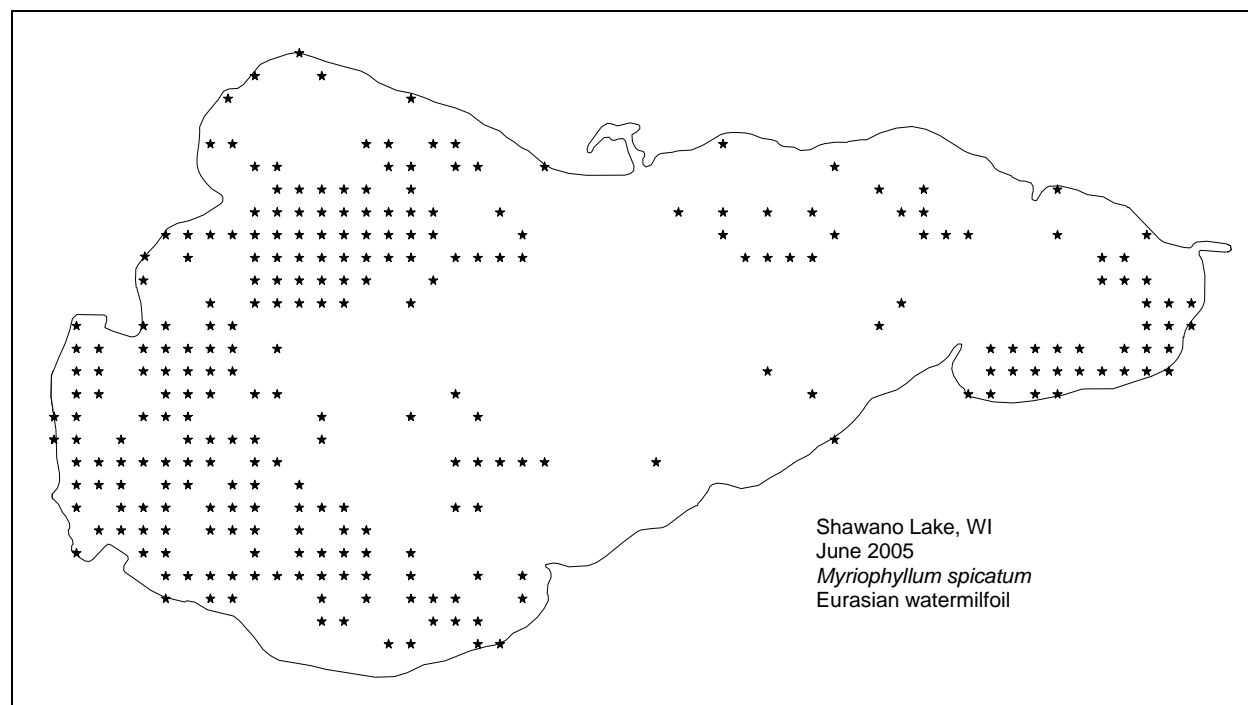 Shawano Lake, WI
June 2005
Myriophyllum spicatum
Eurasian watermilfoil